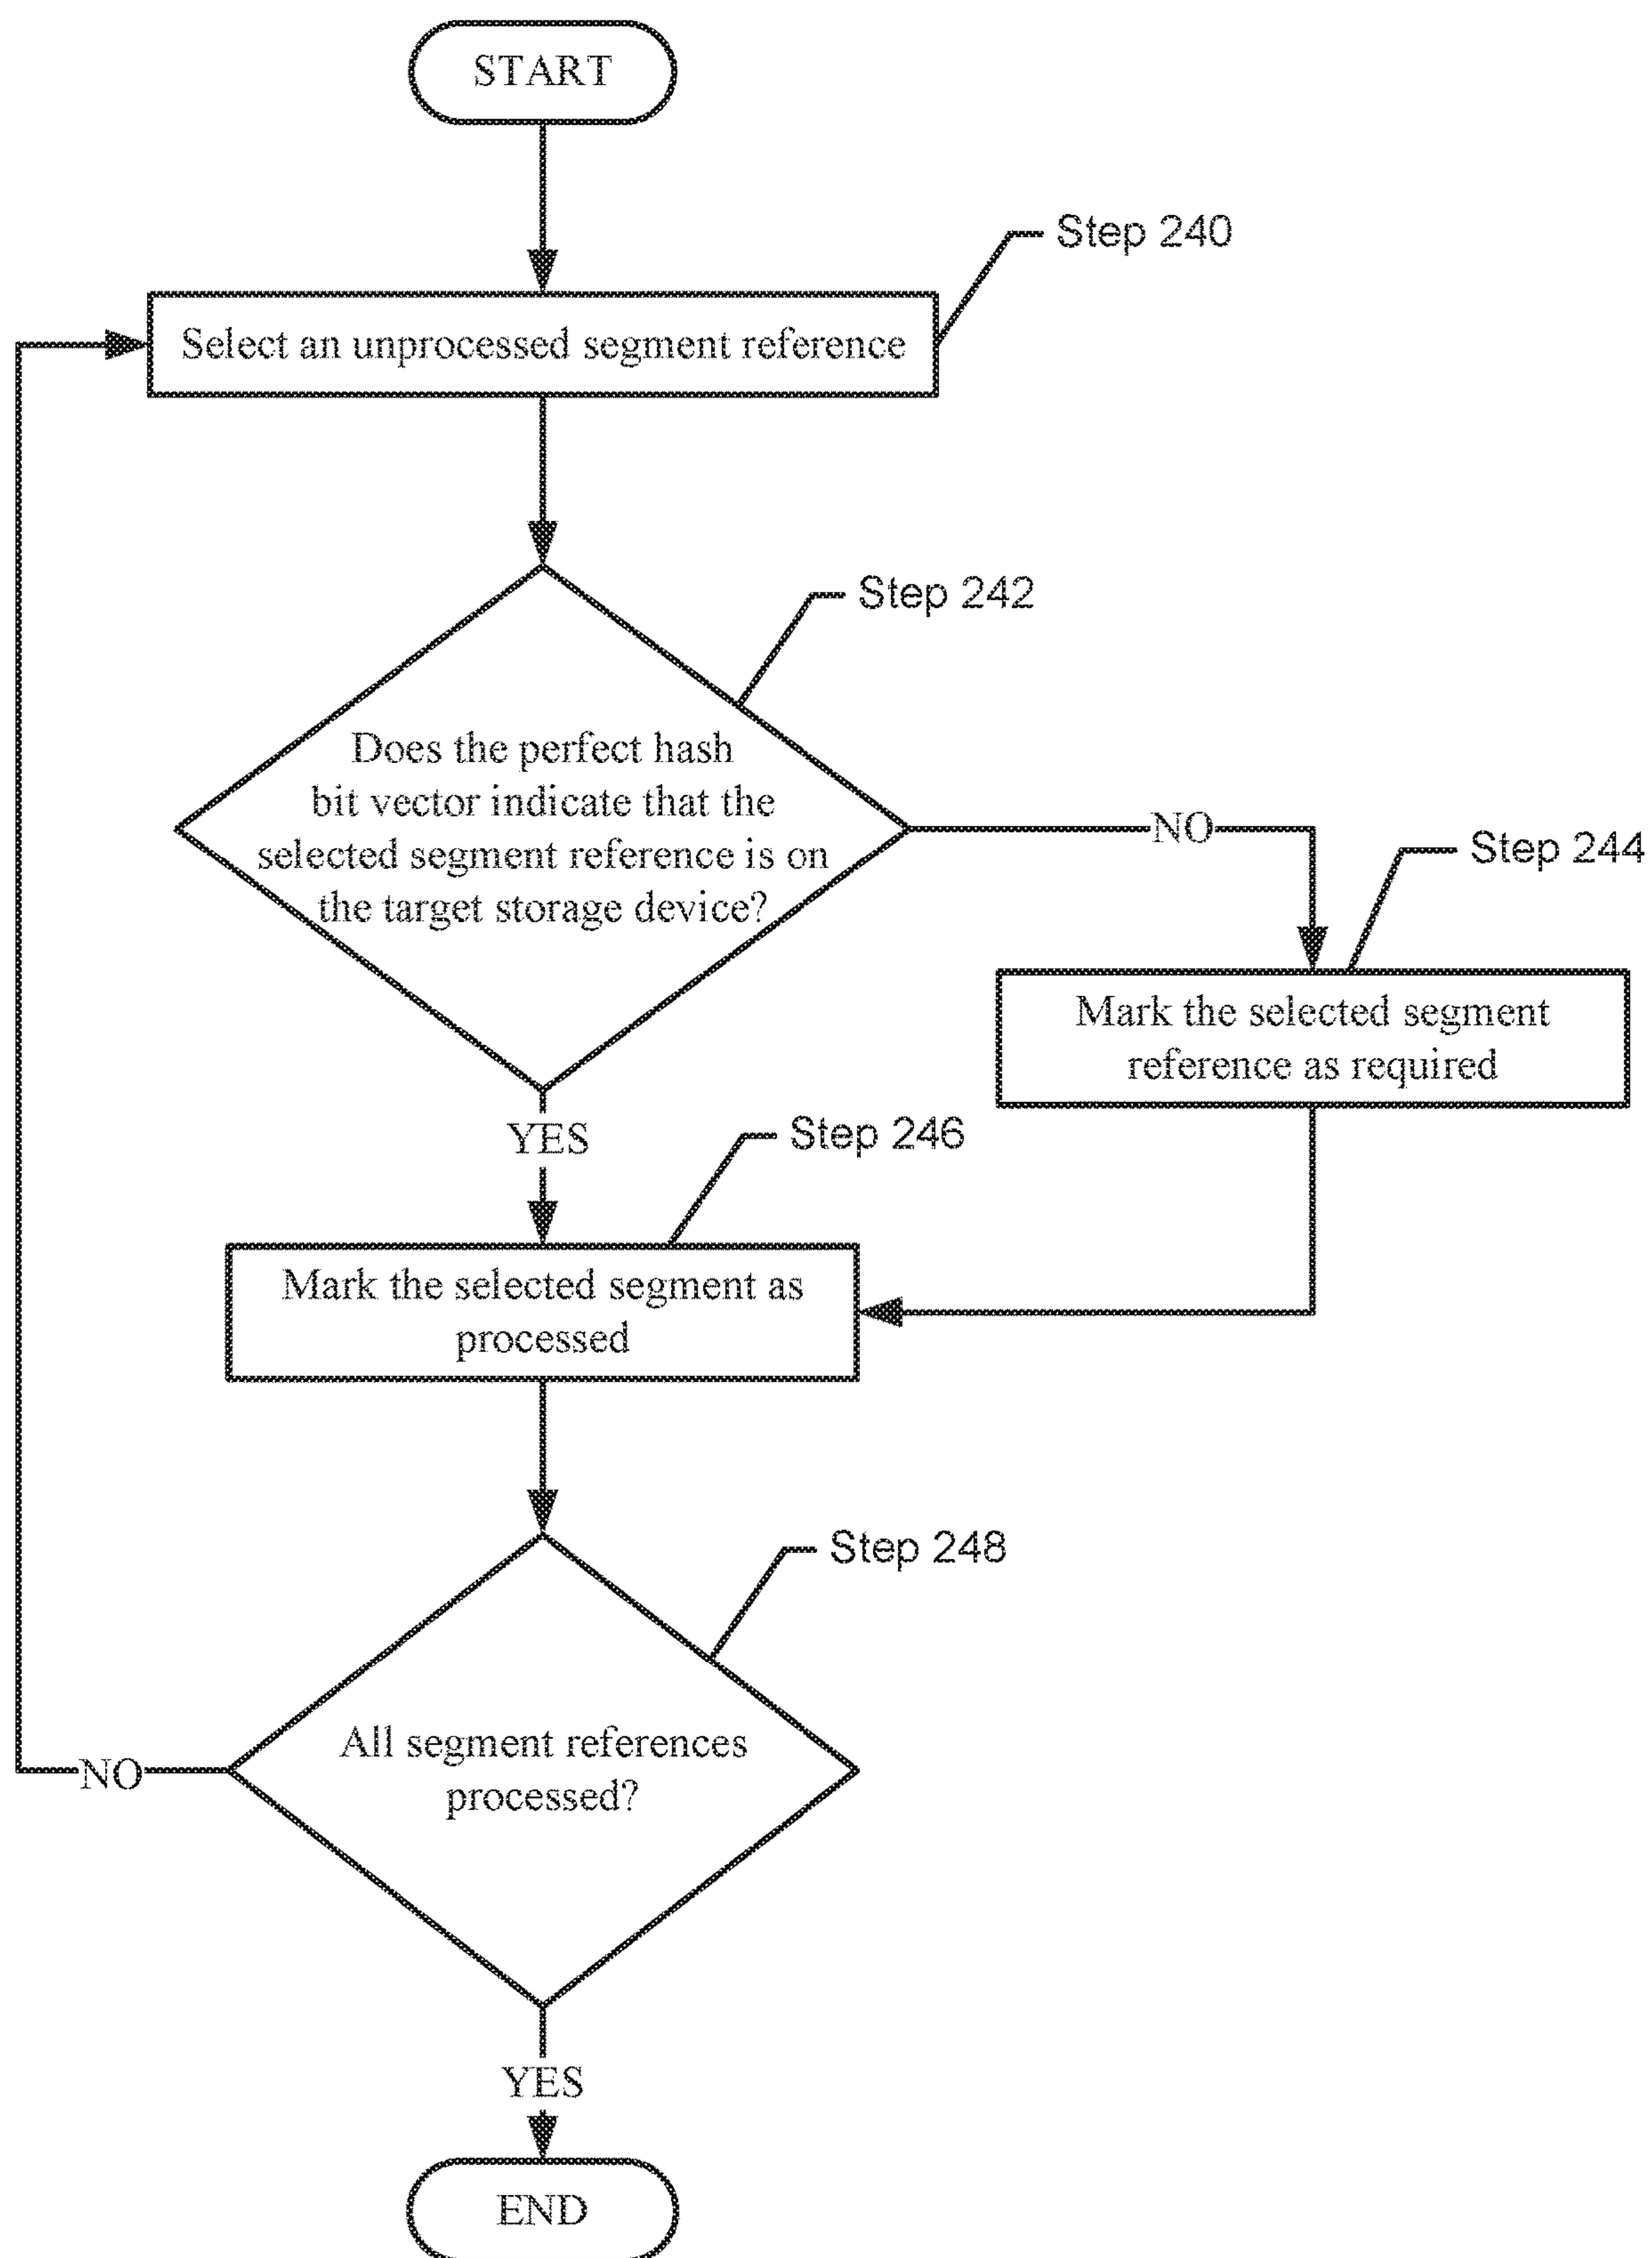 START
Step 240
Select an unprocessed segment reference
Step 242
Does the perfect hash
bit vector indicate that the
selected segment reference is on
the target storage device?
NO
Step 244
Mark the selected segment
reference as required
YES
Step 246
Mark the selected segment as
processed
Step 248
All segment references
processed?
NO
YES
END